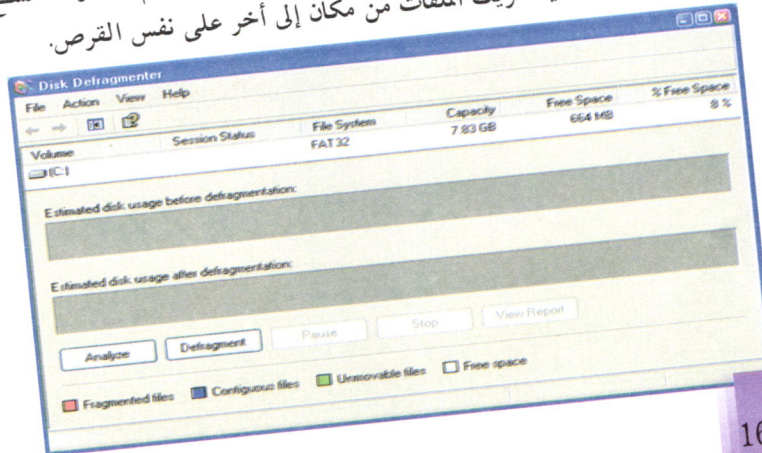 الملفات من مكان إلى أخر على نفس القرص.
Disk Defragmenter
File Action View Help
Volume Session Status File System Capacity Free Space % Free Space
(C:) FAT32 7.83 GB 664 MB 8 %
Estimated disk usage before defragmentation:
Estimated disk usage after defragmentation:
Analyze Defragment Pause Stop View Report
Fragmented files Contiguous files Unmovable files Free space
16